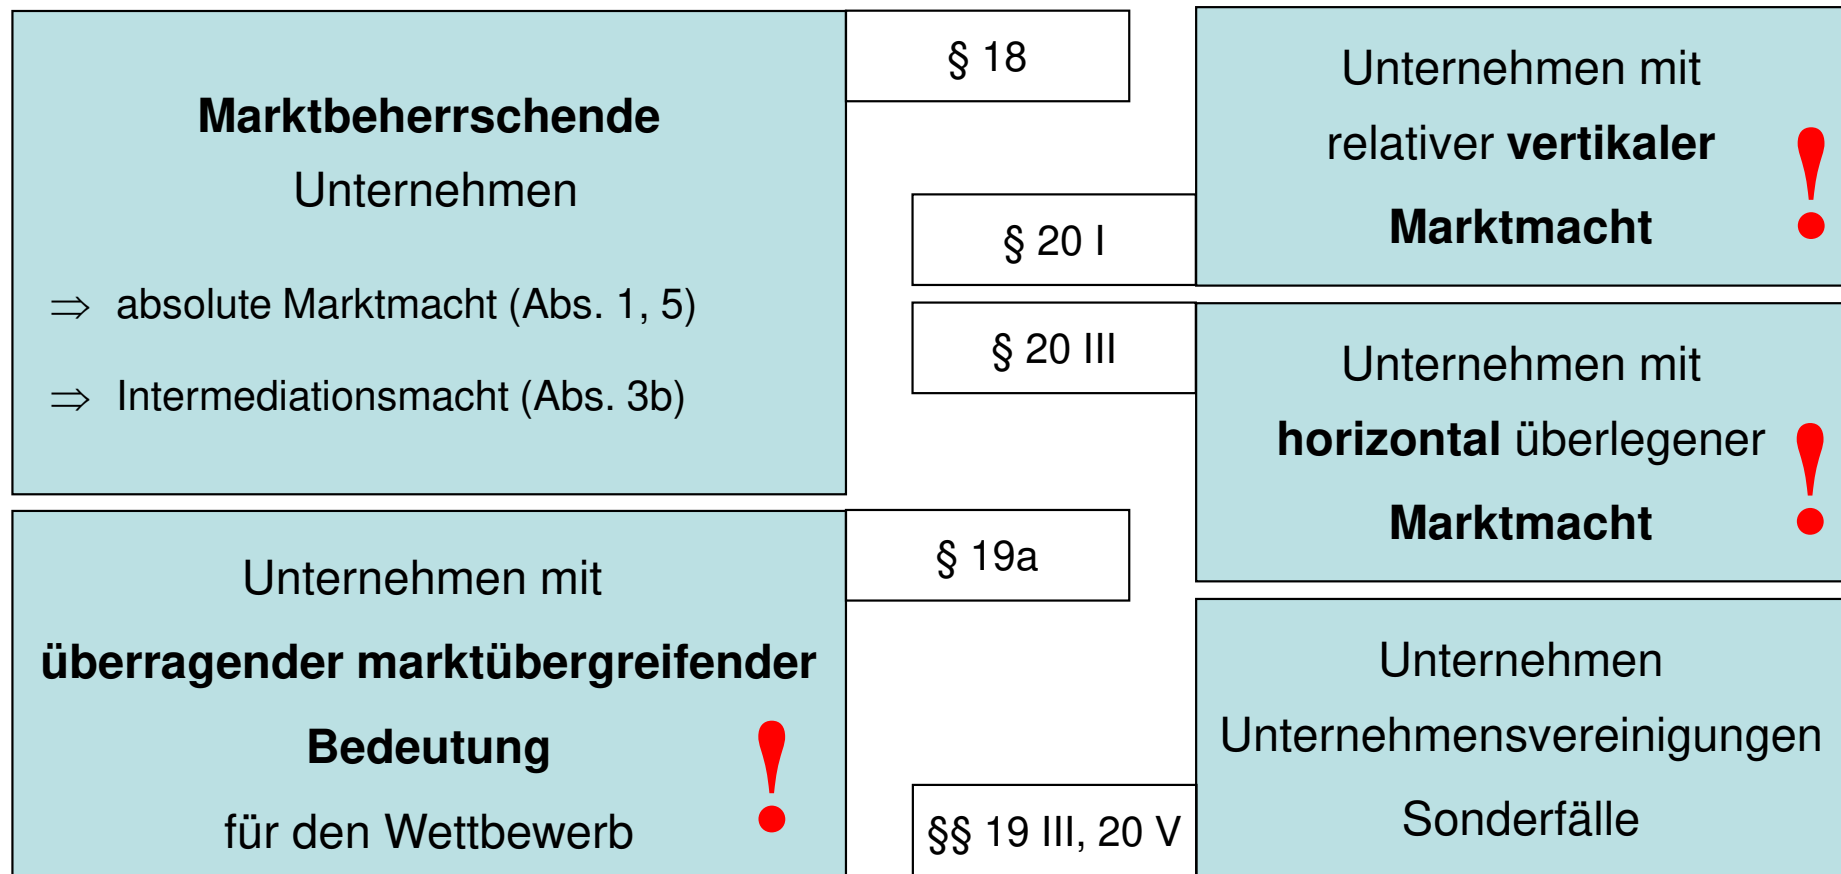 Marktbeherrschende
Unternehmen
⇒ absolute Marktmacht (Abs. 1, 5)
⇒ Intermediationsmacht (Abs. 3b)
§ 18
Unternehmen mit
relativer vertikaler
Marktmacht
!
§ 20 I
§ 20 III
Unternehmen mit
horizontal überlegener
Marktmacht
!
Unternehmen mit
überragender marktübergreifender
Bedeutung
für den Wettbewerb
!
§ 19a
Unternehmen
Unternehmensvereinigungen
Sonderfälle
§§ 19 III, 20 V